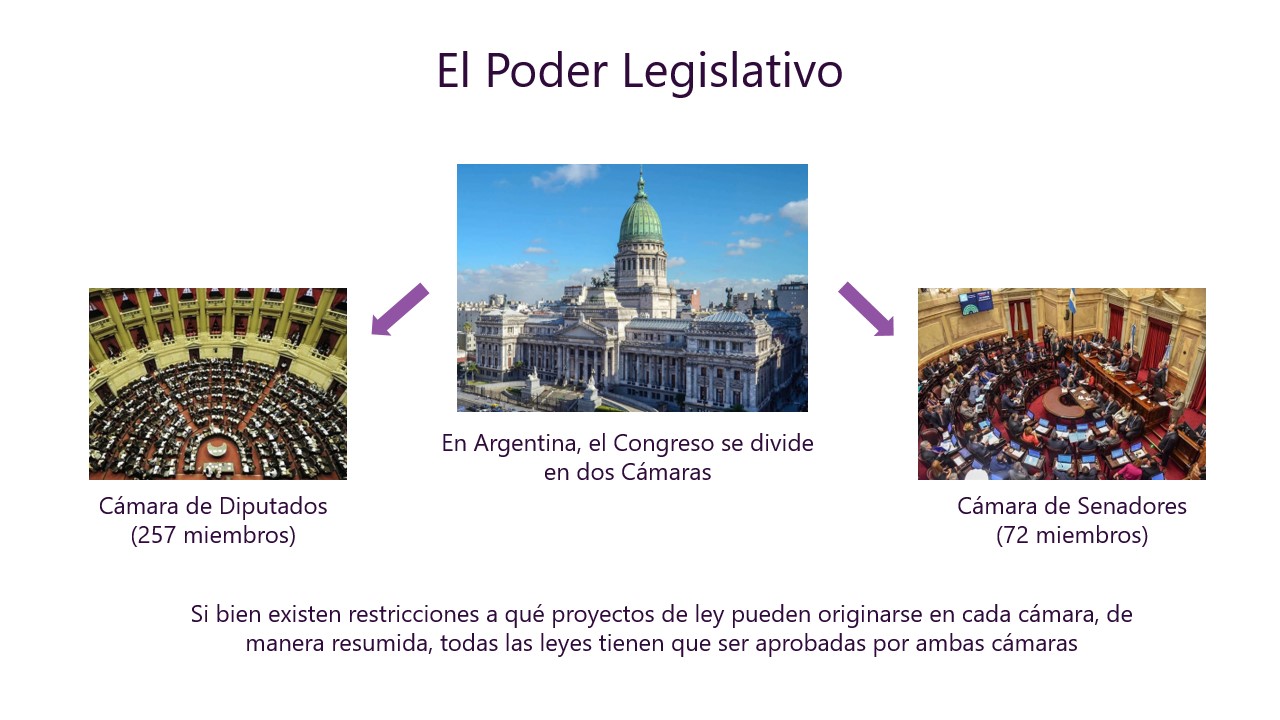 El Poder Legislativo
En Argentina, el Congreso se divide
en dos Cámaras
Cámara de Diputados
(257 miembros)
Cámara de Senadores
(72 miembros)
Si bien existen restricciones a qué proyectos de ley pueden originarse en cada cámara, de
manera resumida, todas las leyes tienen que ser aprobadas por ambas cámaras